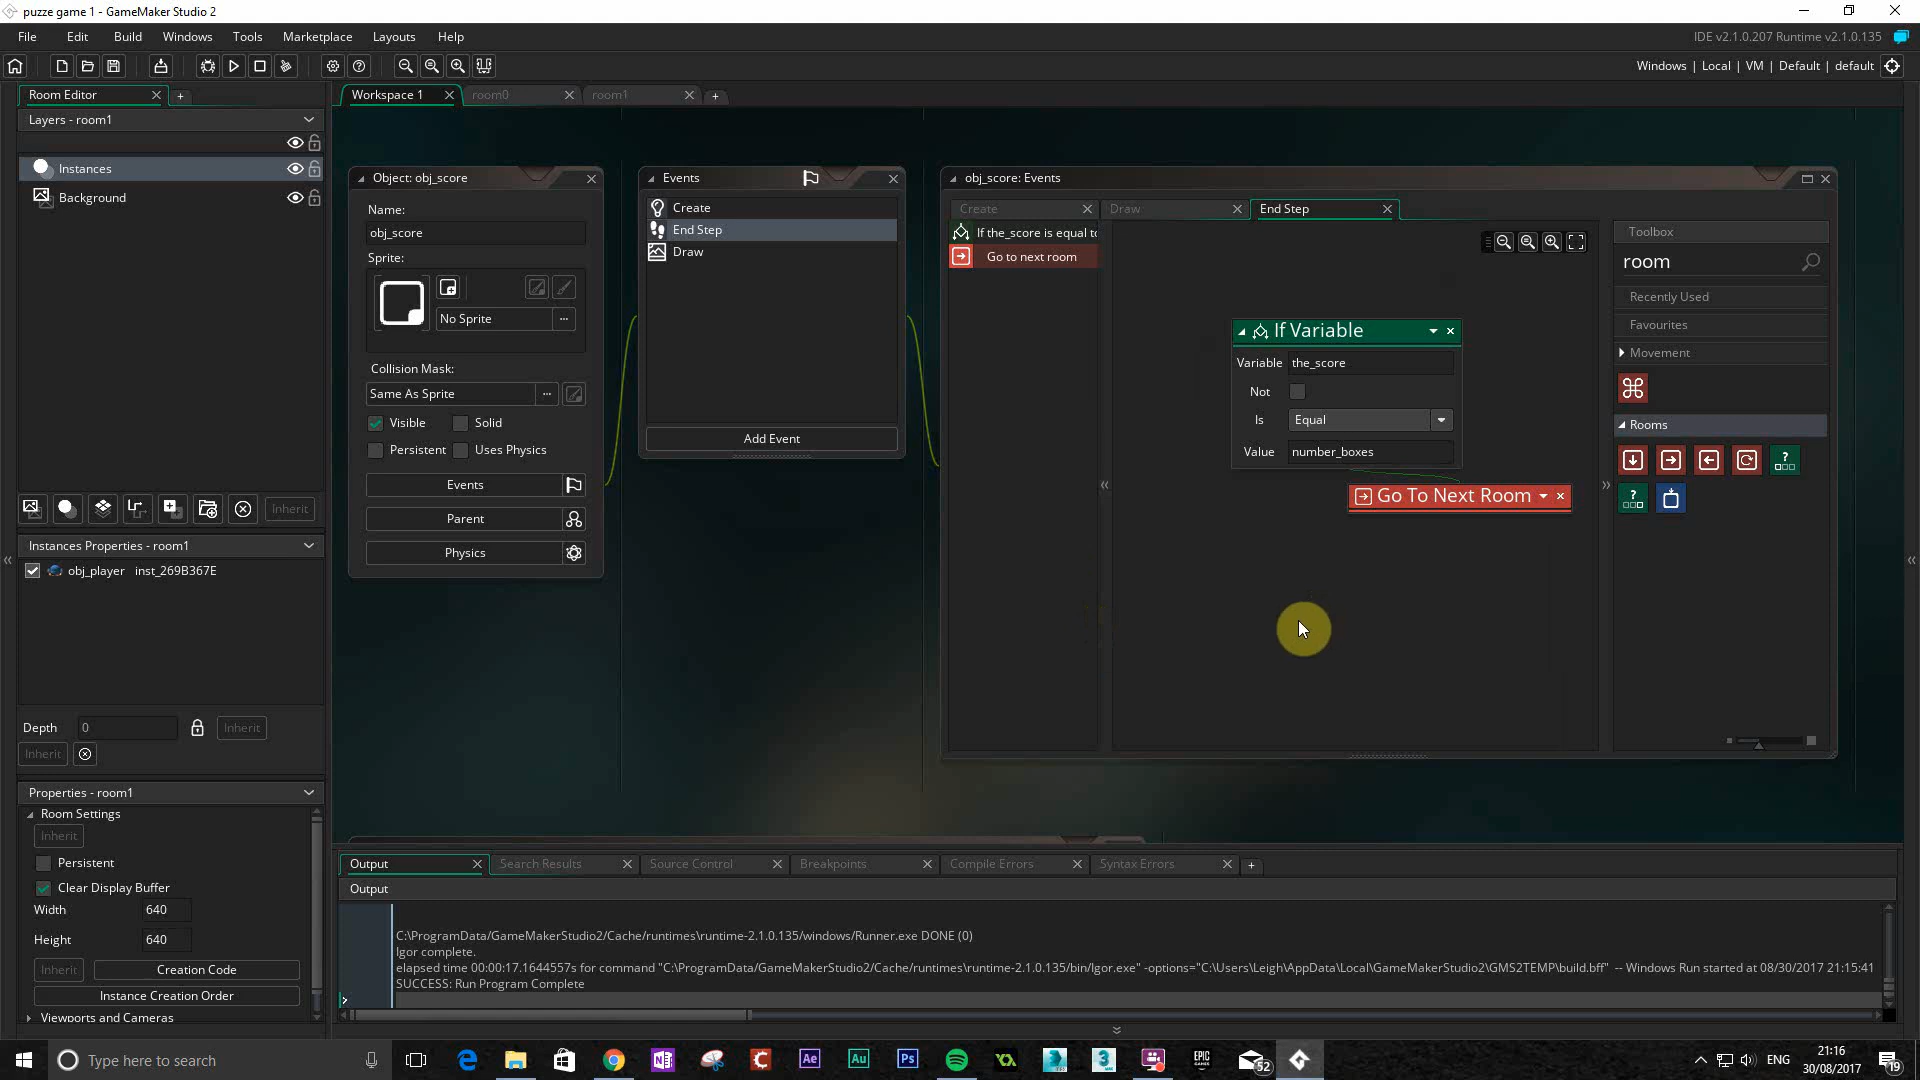 puzze game 1 - GameMaker Studio 2
File Edit Build Windows Tools Marketplace Layouts Help
IDE v2.1.0.207 Runtime v2.1.0.135
Windows | Local | VM | Default | default
Room Editor
Workspace 1 room0 room1
Layers - room1
Instances
Background
Inherit
Instances Properties - room1
obj_player inst_269B367E
Depth 0 Inherit
Inherit
Properties - room1
Room Settings
Inherit
Persistent
Clear Display Buffer
Width 640
Height 640
Inherit Creation Code
Instance Creation Order
Viewports and Cameras
Object: obj_score
Name:
obj_score
Sprite:
No Sprite
Collision Mask:
Same As Sprite
Visible Solid
Persistent Uses Physics
Events
Parent
Physics
Events
Create
End Step
Draw
Add Event
obj_score: Events
Create Draw End Step
If the_score is equal to
Go to next room
If Variable
Variable the_score
Not
Is Equal
Value number_boxes
Go To Next Room
Toolbox
room
Recently Used
Favourites
Movement
Rooms
Output Search Results Source Control Breakpoints Compile Errors Syntax Errors
Output
C:\ProgramData/GameMakerStudio2/Cache/runtimes\runtime-2.1.0.135/windows/Runner.exe DONE (0)
Igor complete.
elapsed time 00:00:17.1644557s for command "C:\ProgramData/GameMakerStudio2/Cache/runtimes\runtime-2.1.0.135/bin/Igor.exe" -options="C:\Users\Leigh\AppData\Local\GameMakerStudio2\GMS2TEMP\build.bff" -- Windows Run started at 08/30/2017 21:15:41
SUCCESS: Run Program Complete
Type here to search
Ae Au Ps
EPIC GAMES
52
ENG
21:16
30/08/2017
19